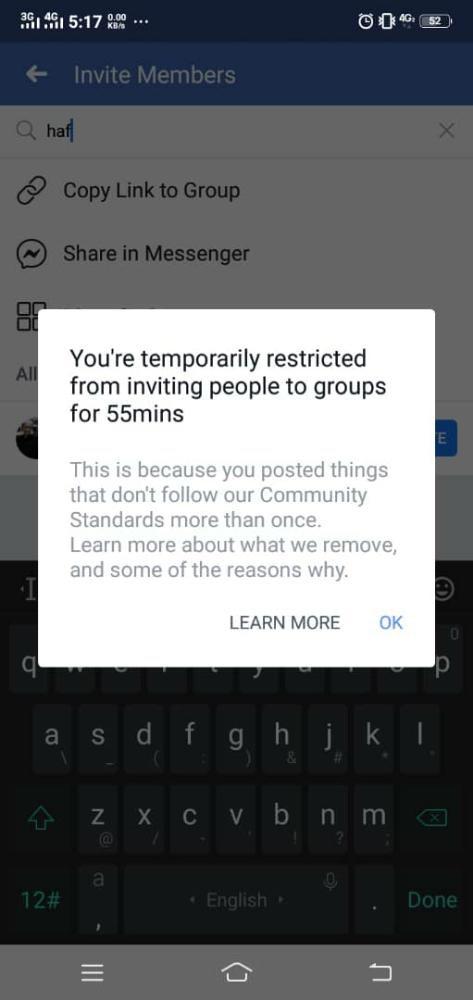 3G 4G 5:17 0.00 KB/s ... 4G2 52
Invite Members
haf
Copy Link to Group
Share in Messenger
All
E
You're temporarily restricted
from inviting people to groups
for 55mins
This is because you posted things
that don't follow our Community
Standards more than once.
Learn more about what we remove,
and some of the reasons why.
LEARN MORE OK
0
q w e r t y u i o p
a s d f g h j k l
\ _ ( : ) & # * "
z x c v b n m
@ / - ! ? ;
12# a , English . Done